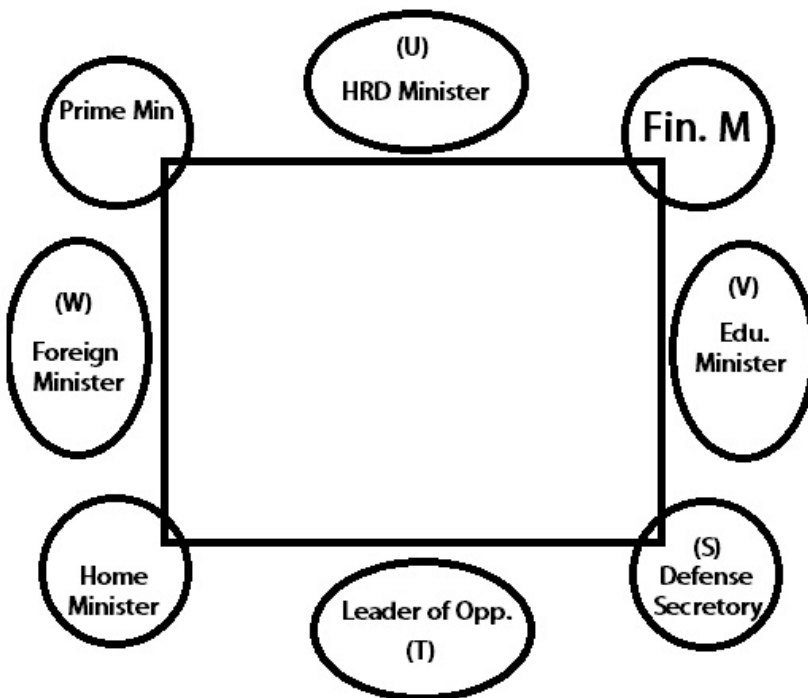 (U)
HRD Minister
Prime Min
Fin. M
(W)
Foreign
Minister
(V)
Edu.
Minister
Home
Minister
Leader of Opp.
(T)
(S)
Defense
Secretory